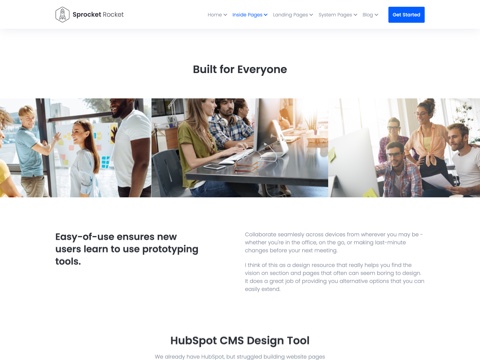 Sprocket Rocket
Home Inside Pages Landing Pages System Pages Blog Get Started
Built for Everyone
Easy-of-use ensures new
users learn to use prototyping
tools.
Collaborate seamlessly across devices from wherever you may be -
whether you're in the office, on the go, or making last-minute
changes before your next meeting.
I think of this as a design resource that really helps you find the
vision on section and pages that often can seem boring to design.
It does a great job of providing you alternative options that you can
easily extend.
HubSpot CMS Design Tool
We already have HubSpot, but struggled building website pages